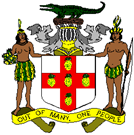 OUT OF MANY, ONE PEOPLE